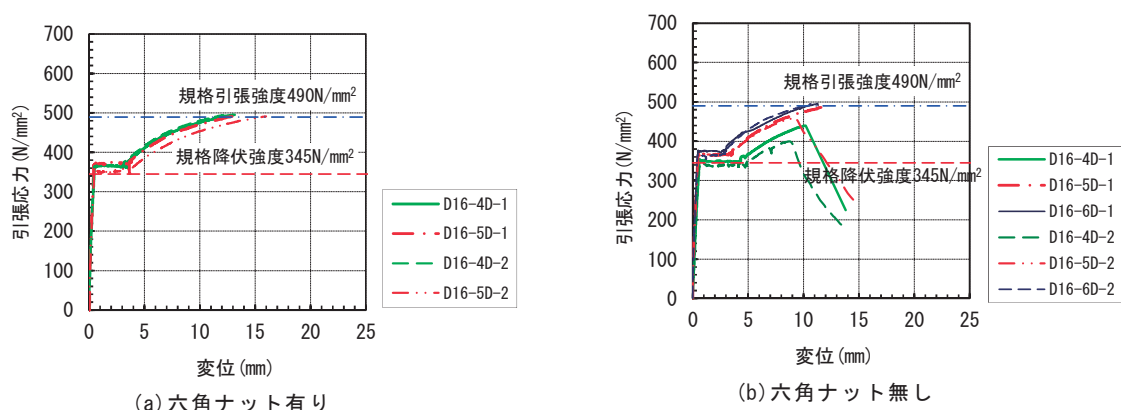 700
600
500
400
300
200
100
0
引張応力(N/mm²)
規格引張強度490N/mm²
規格降伏強度345N/mm²
0 5 10 15 20 25
変位(mm)
D16-4D-1
D16-5D-1
D16-4D-2
D16-5D-2
(a)六角ナット有り
700
600
500
400
300
200
100
0
引張応力(N/mm²)
規格引張強度490N/mm²
規格降伏強度345N/mm²
0 5 10 15 20 25
変位(mm)
D16-4D-1
D16-5D-1
D16-6D-1
D16-4D-2
D16-5D-2
D16-6D-2
(b)六角ナット無し